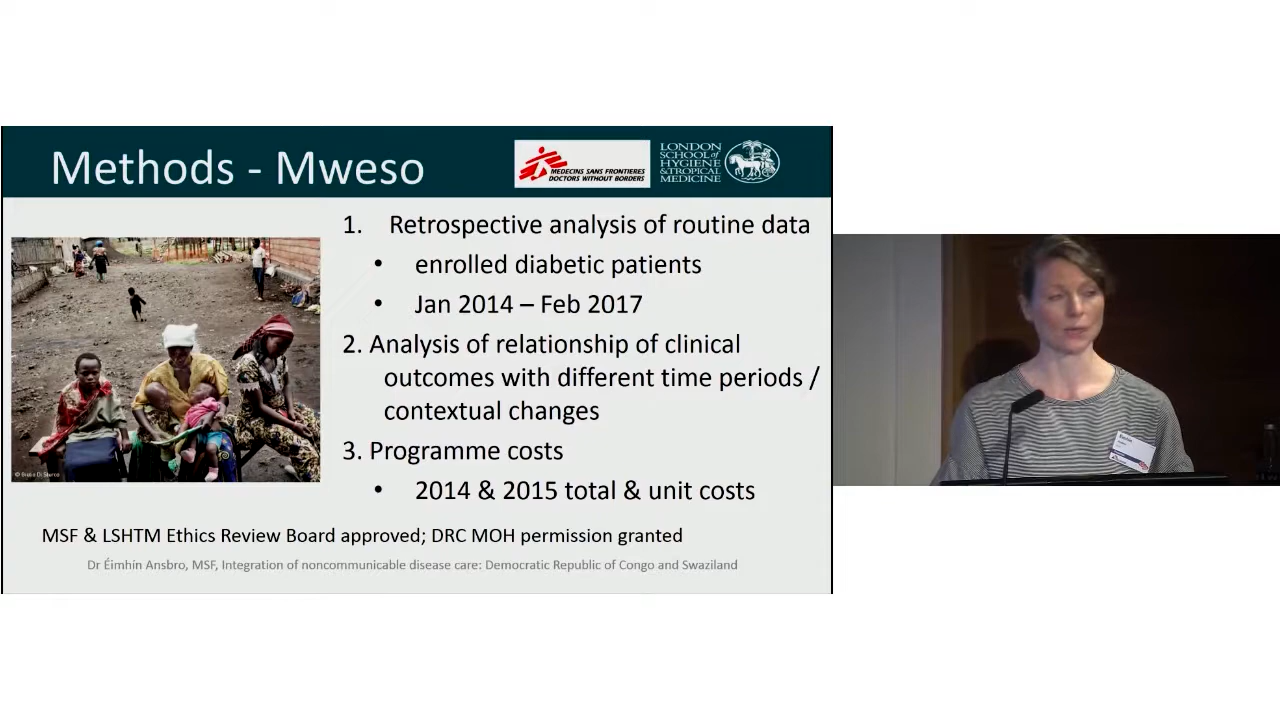 Methods - Mweso
MEDECINS SANS FRONTIERES
DOCTORS WITHOUT BORDERS
LONDON
SCHOOL of
HYGIENE
& TROPICAL
MEDICINE
1. Retrospective analysis of routine data
• enrolled diabetic patients
• Jan 2014 – Feb 2017
2. Analysis of relationship of clinical
outcomes with different time periods /
contextual changes
3. Programme costs
• 2014 & 2015 total & unit costs
MSF & LSHTM Ethics Review Board approved; DRC MOH permission granted
Dr Éimhín Ansbro, MSF, Integration of noncommunicable disease care: Democratic Republic of Congo and Swaziland